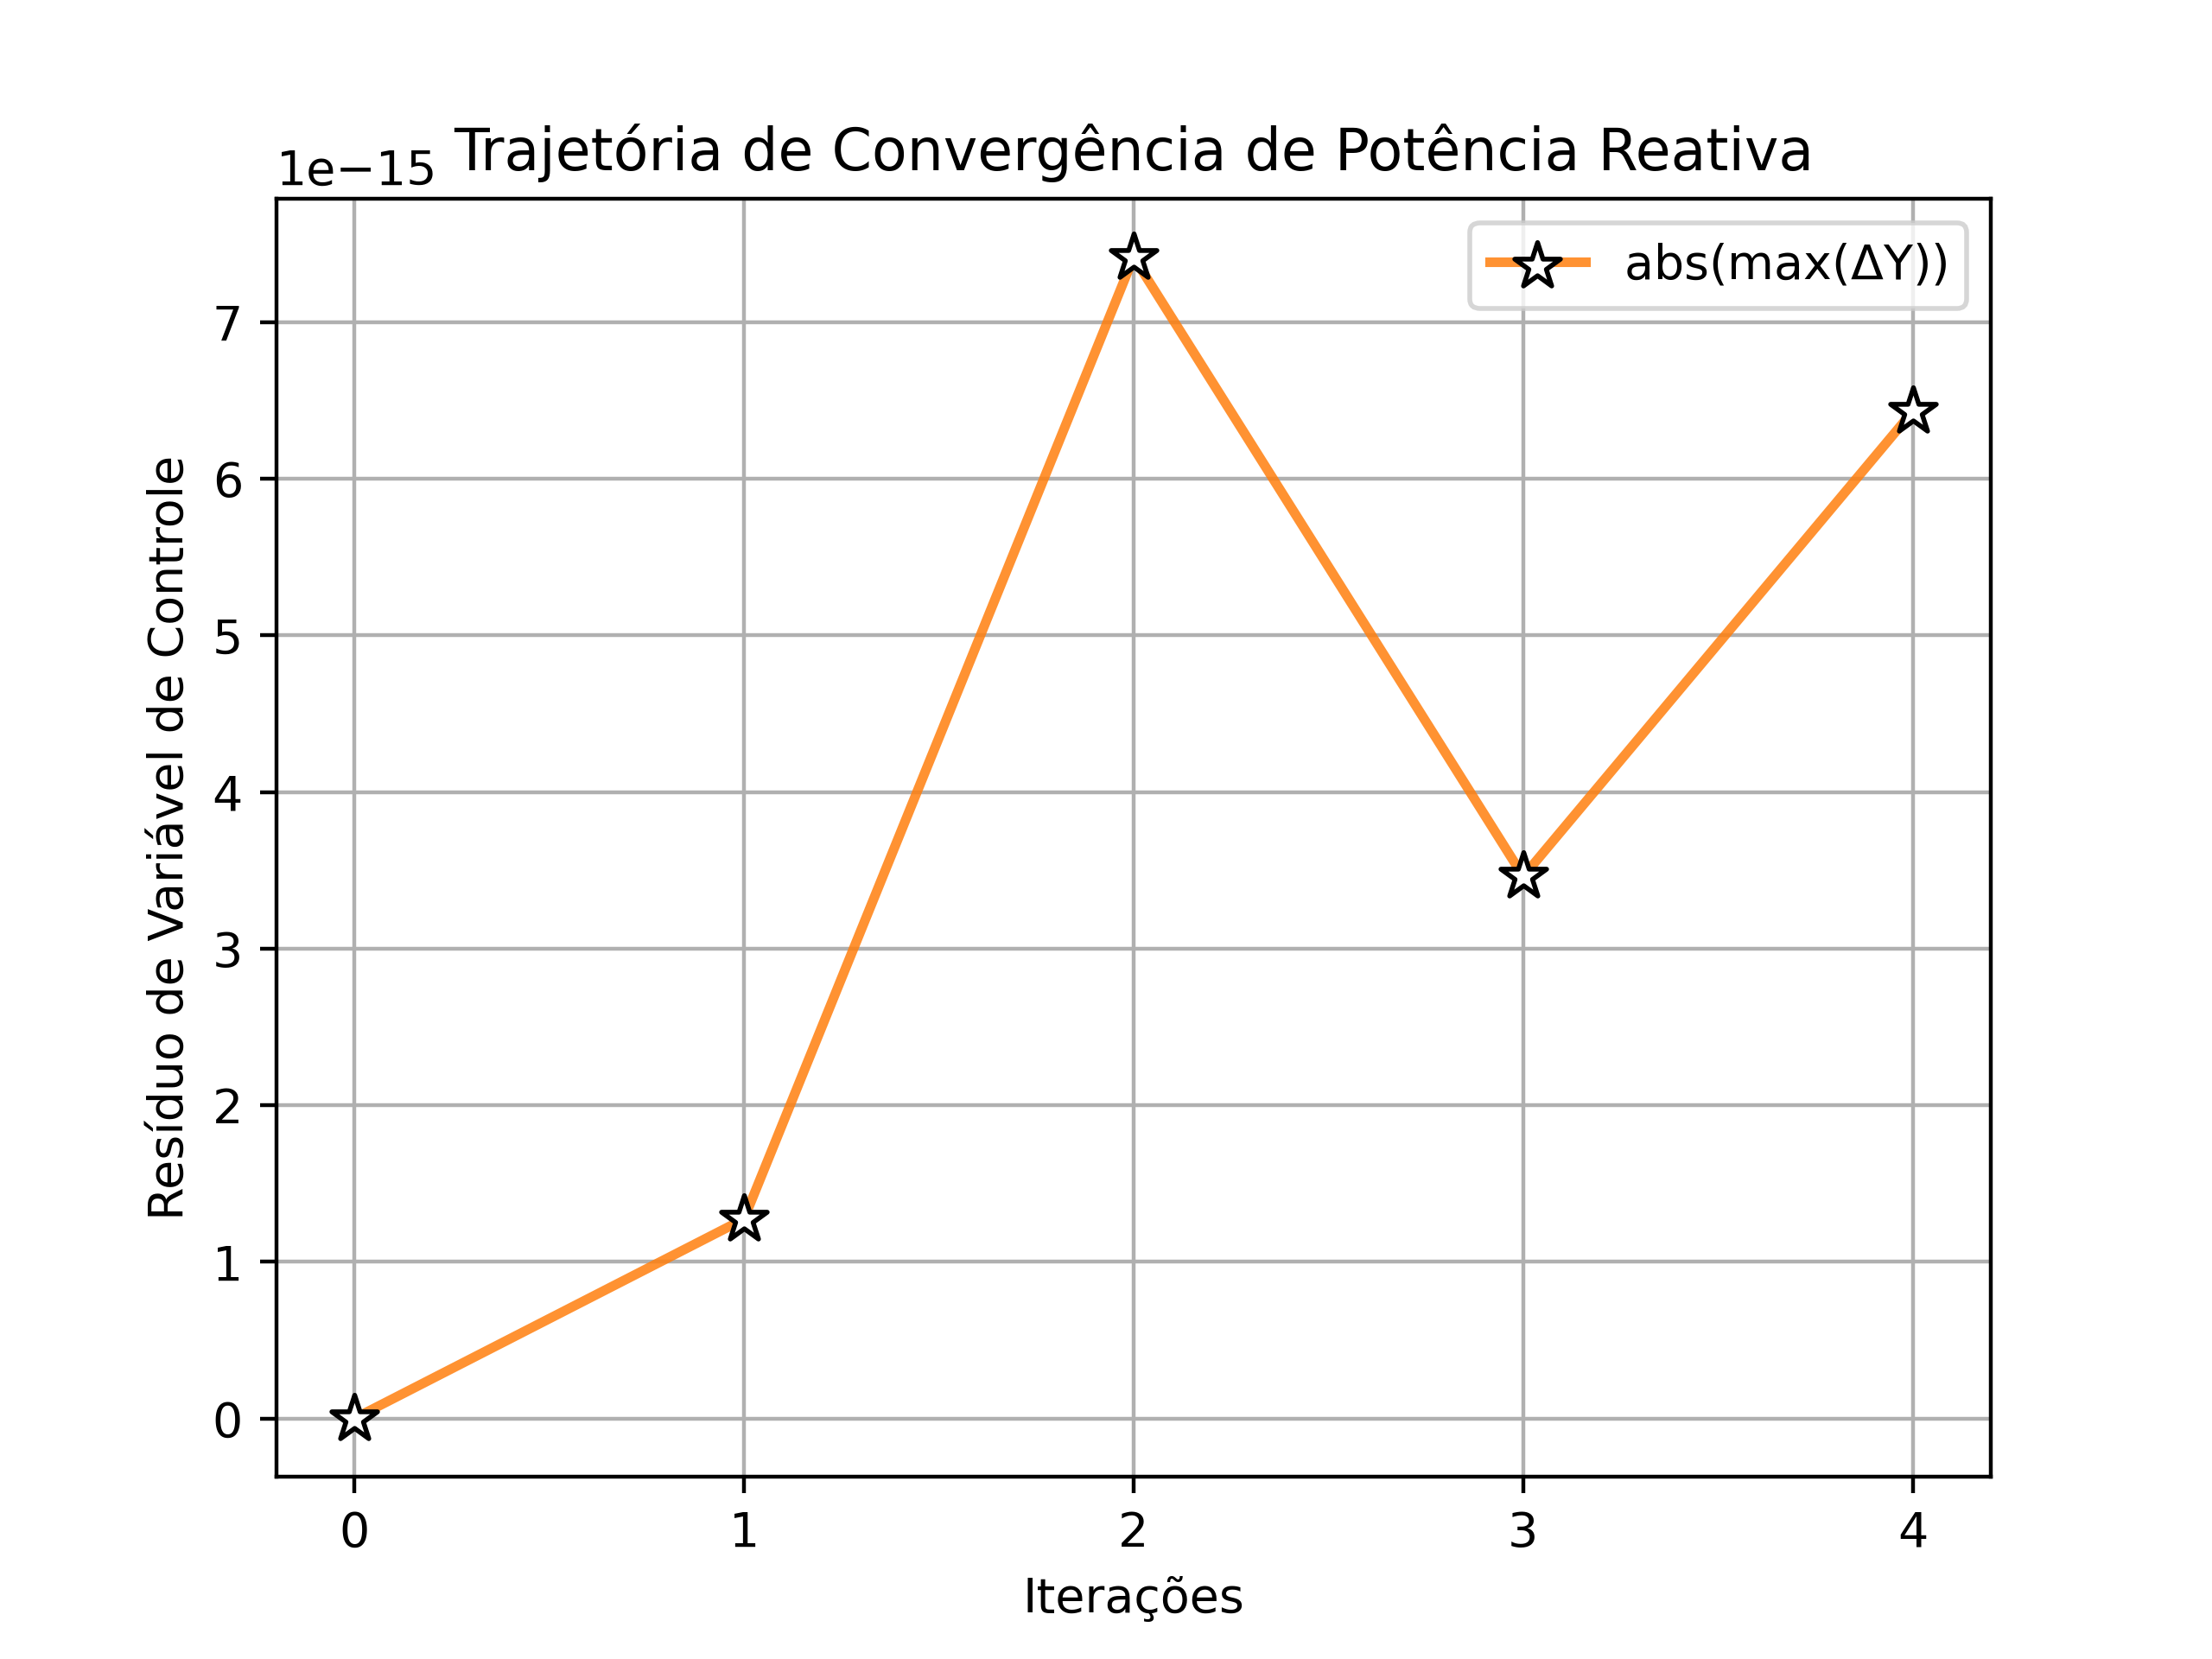 Trajetória de Convergência de Potência Reativa
1e−15
abs(max(ΔY))
7
6
5
4
3
2
1
0
Resíduo de Variável de Controle
0 1 2 3 4
Iterações